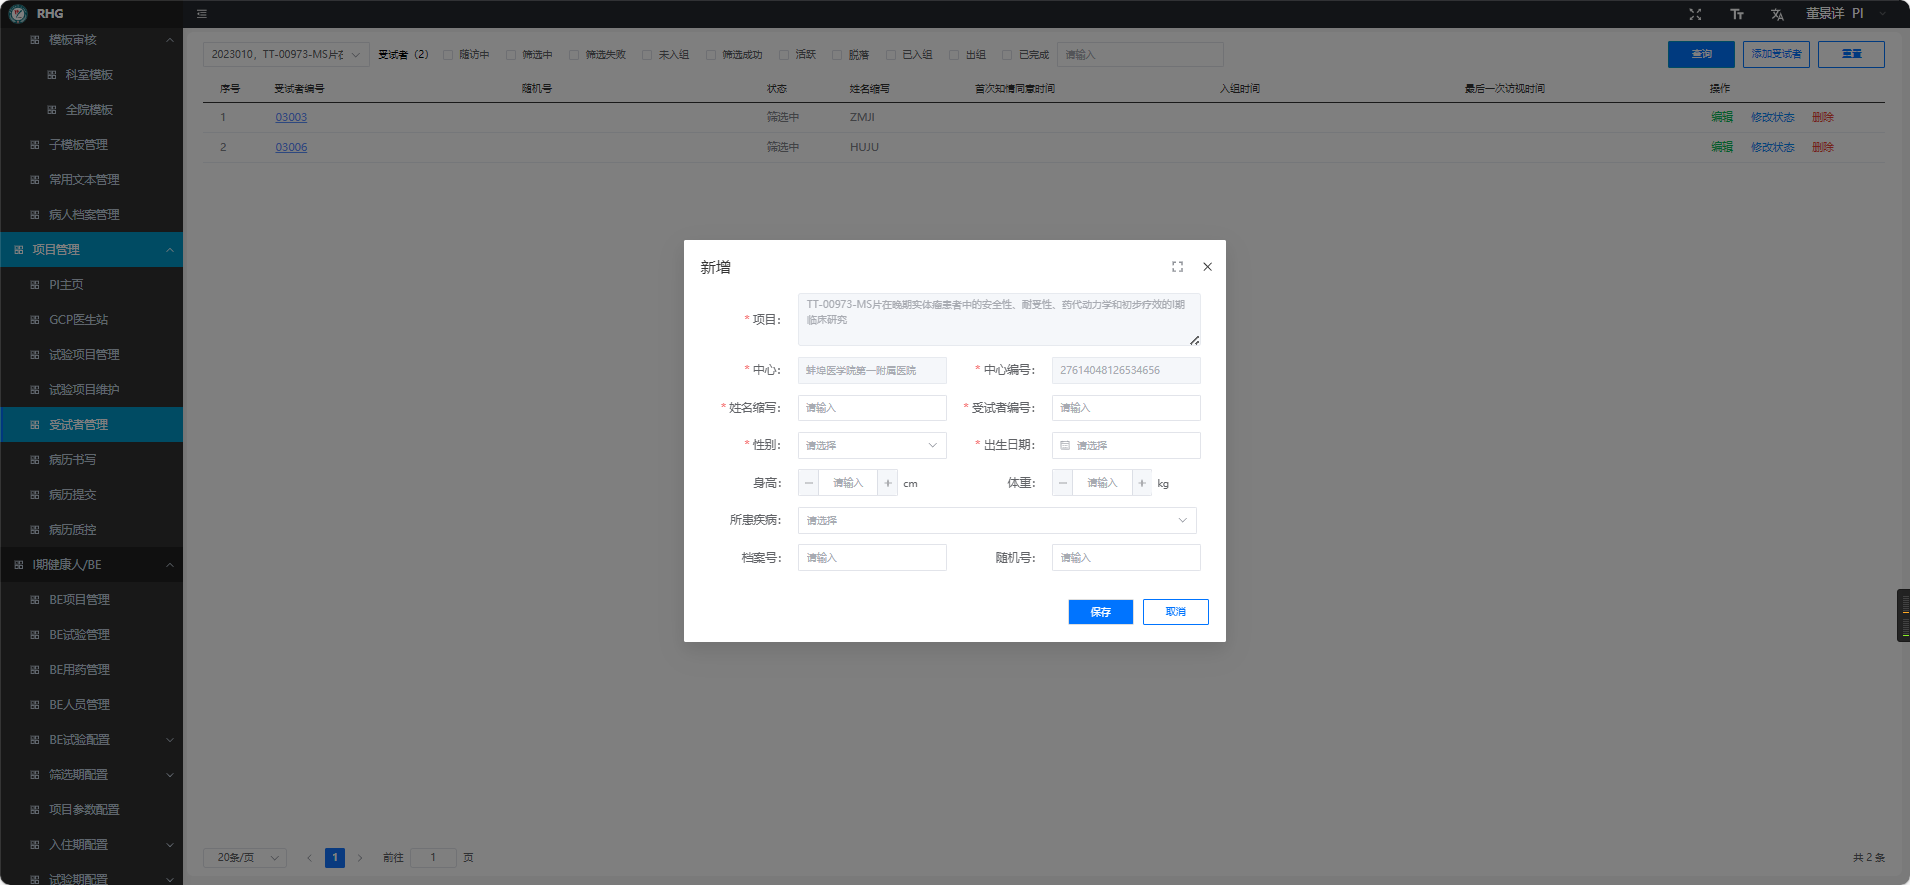 RHG
董景详 PI
模板审核
科室模板
全院模板
子模板管理
常用文本管理
病人档案管理
项目管理
PI主页
GCP医生站
试验项目管理
试验项目维护
受试者管理
病历书写
病历提交
病历质控
I期健康人/BE
BE项目管理
BE试验管理
BE用药管理
BE人员管理
BE试验配置
筛选期配置
项目参数配置
入住期配置
试验期配置
2023010，TT-00973-MS片在 受试者（2） 随访中 筛选中 筛选失败 未入组 筛选成功 活跃 脱落 已入组 出组 已完成 请输入 查询 添加受试者 重置
序号 受试者编号 随机号 状态 姓名缩写 首次知情同意时间 入组时间 最后一次访视时间 操作
1 03003 筛选中 ZMJI 编辑 修改状态 删除
2 03006 筛选中 HUJU 编辑 修改状态 删除
新增
*项目： TT-00973-MS片在晚期实体瘤患者中的安全性、耐受性、药代动力学和初步疗效的I期
临床研究
*中心： 蚌埠医学院第一附属医院 *中心编号： 27614048126534656
*姓名缩写： 请输入 *受试者编号： 请输入
*性别： 请选择 *出生日期： 请选择
身高： 请输入 cm 体重： 请输入 kg
所患疾病： 请选择
档案号： 请输入 随机号： 请输入
保存 取消
20条/页 1 前往 1 页 共 2 条